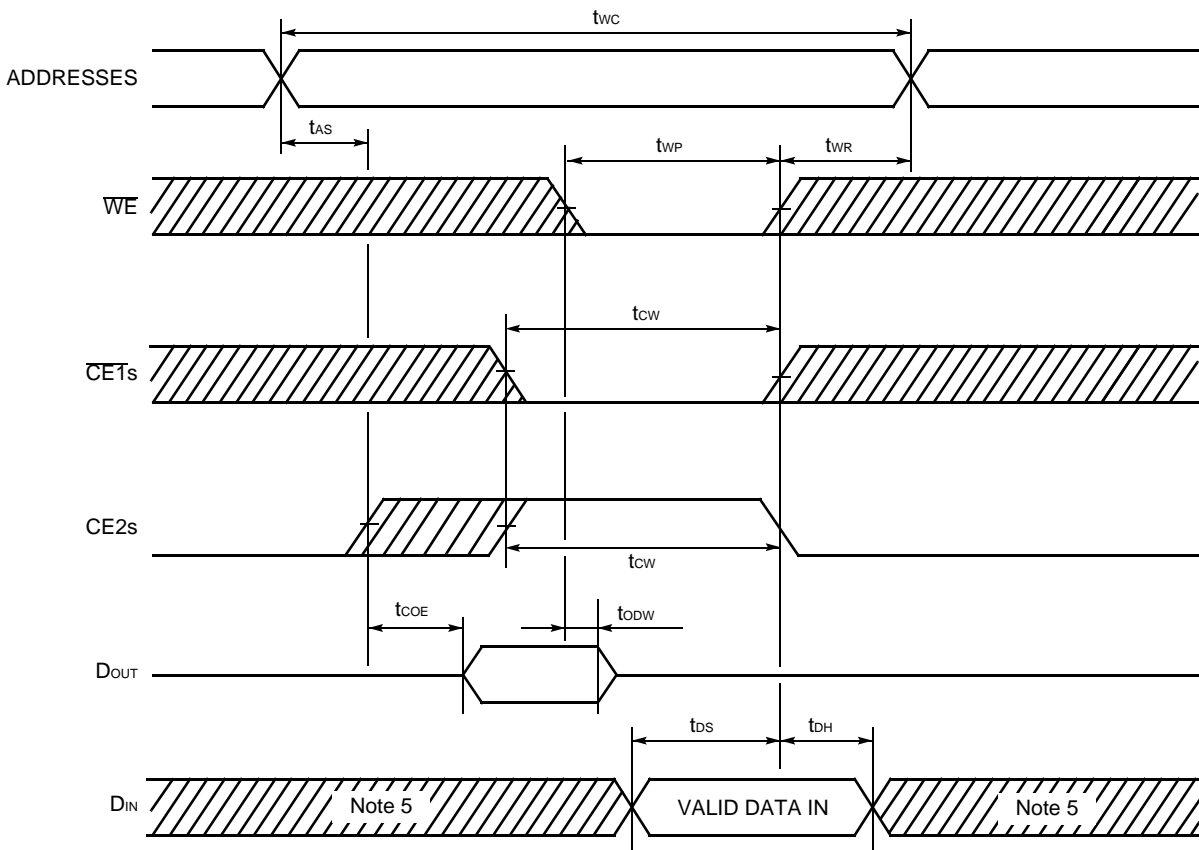 tWC
ADDRESSES
tAS
tWP
tWR
WE
tCW
CE1s
CE2s
tCW
tCOE
tODW
DOUT
tDS
tDH
DIN
Note 5
VALID DATA IN
Note 5